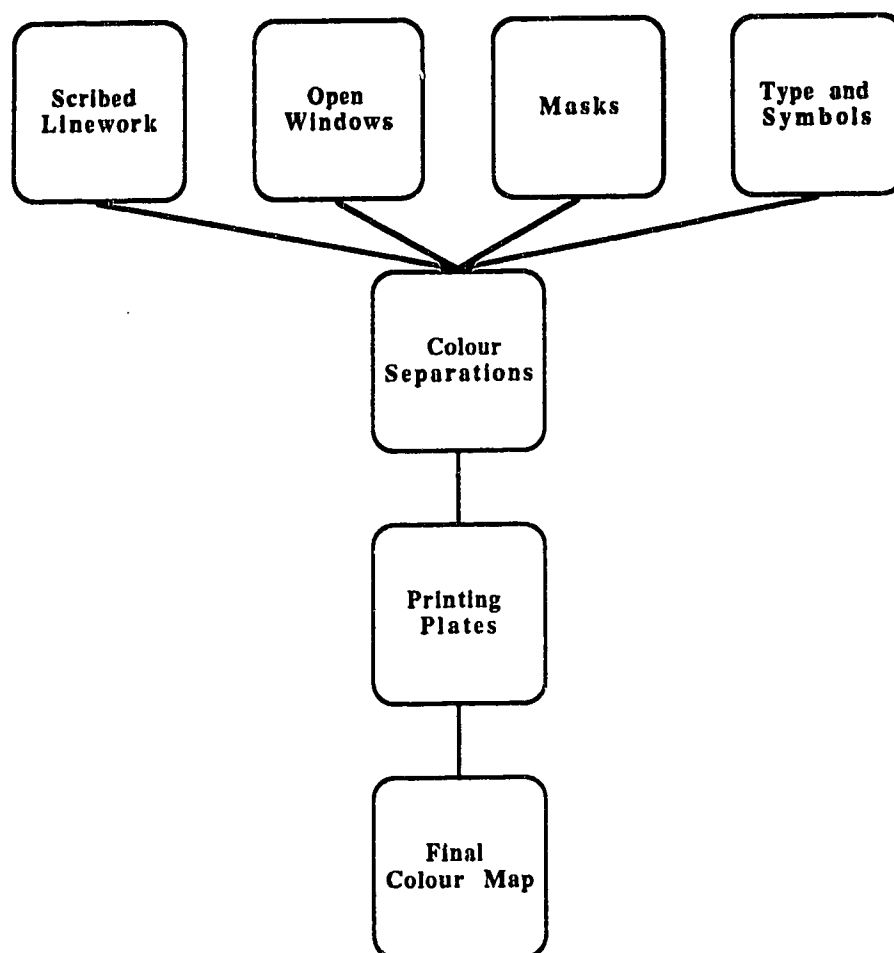 Scribed
Linework
Open
Windows
Masks
Type and
Symbols
Colour
Separations
Printing
Plates
Final
Colour Map